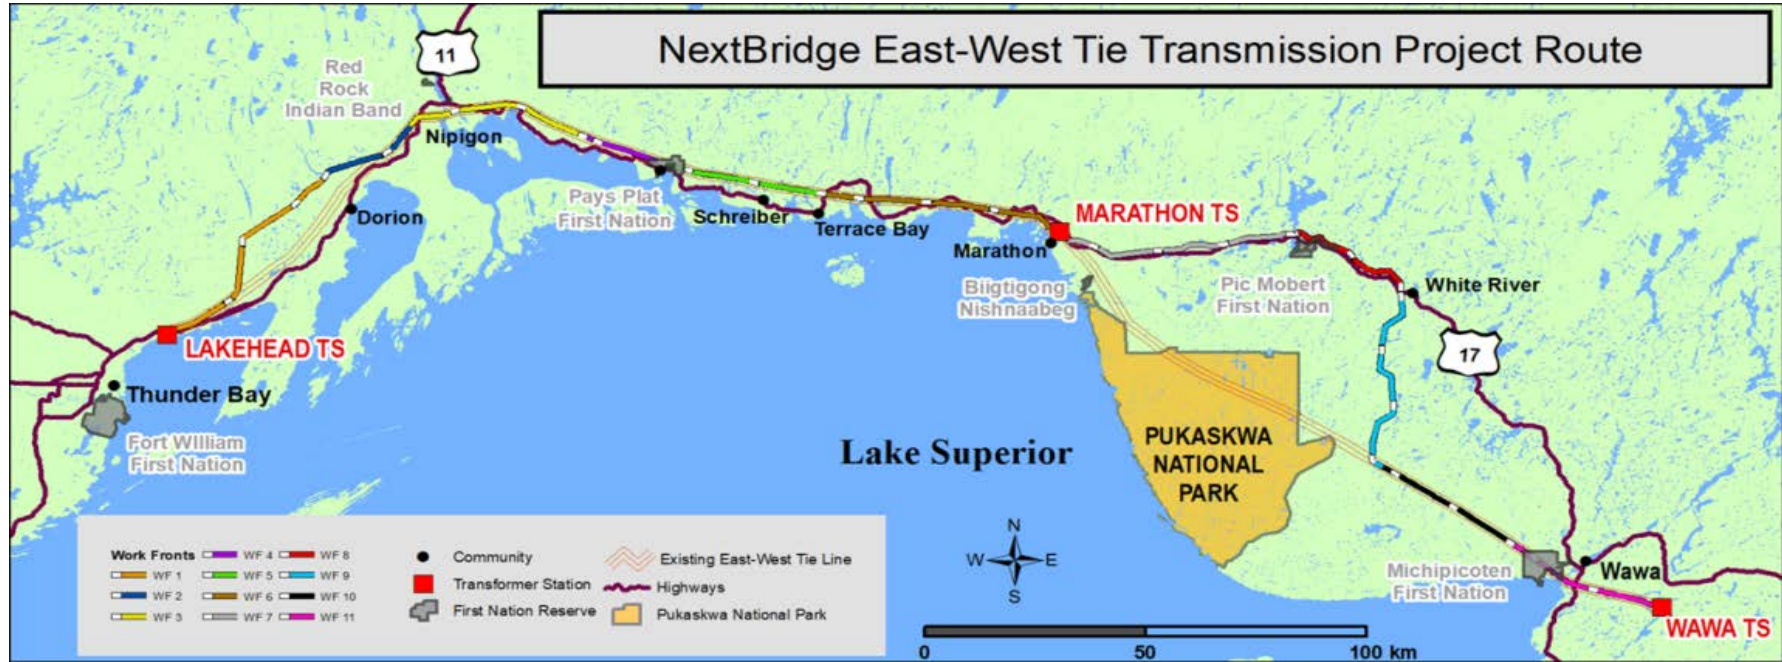 NextBridge East-West Tie Transmission Project Route
11
Red
Rock
Indian Band
Nipigon
Dorion
Pays Plat
First Nation
Schreiber
Terrace Bay
MARATHON TS
Marathon
Biigtigong
Nishnaabeg
Pic Mobert
First Nation
White River
17
LAKEHEAD TS
Thunder Bay
Fort William
First Nation
Lake Superior
PUKASKWA
NATIONAL
PARK
Michipicoten
First Nation
Wawa
WAWA TS
N
W E
S
Work Fronts
WF 1
WF 2
WF 3
WF 4
WF 5
WF 6
WF 7
WF 8
WF 9
WF 10
WF 11
Community
Transformer Station
First Nation Reserve
Existing East-West Tie Line
Highways
Pukaskwa National Park
0 50 100 km